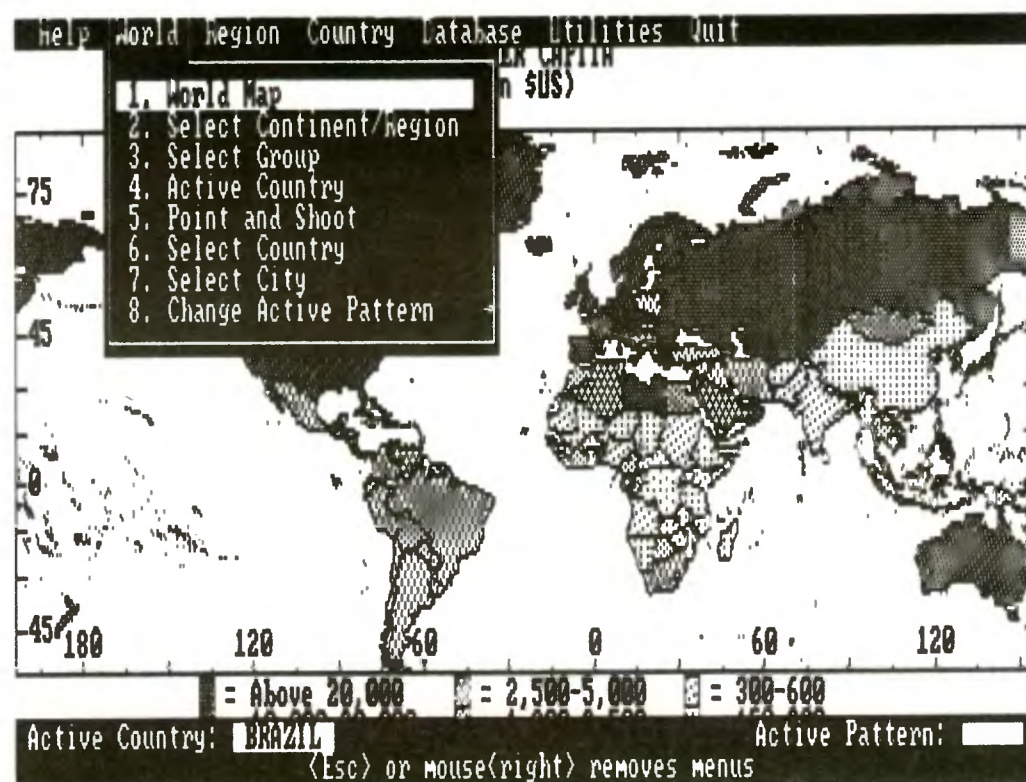 Help World Region Country Database Utilities Quit
ER CAPITA
n $US)
1. World Map
2. Select Continent/Region
3. Select Group
4. Active Country
5. Point and Shoot
6. Select Country
7. Select City
8. Change Active Pattern
75
45
0
-45
180 120 60 0 60 120
= Above 20,000 = 2,500-5,000 = 300-600
Active Country: BRAZIL Active Pattern:
<Esc> or mouse<right> removes menus